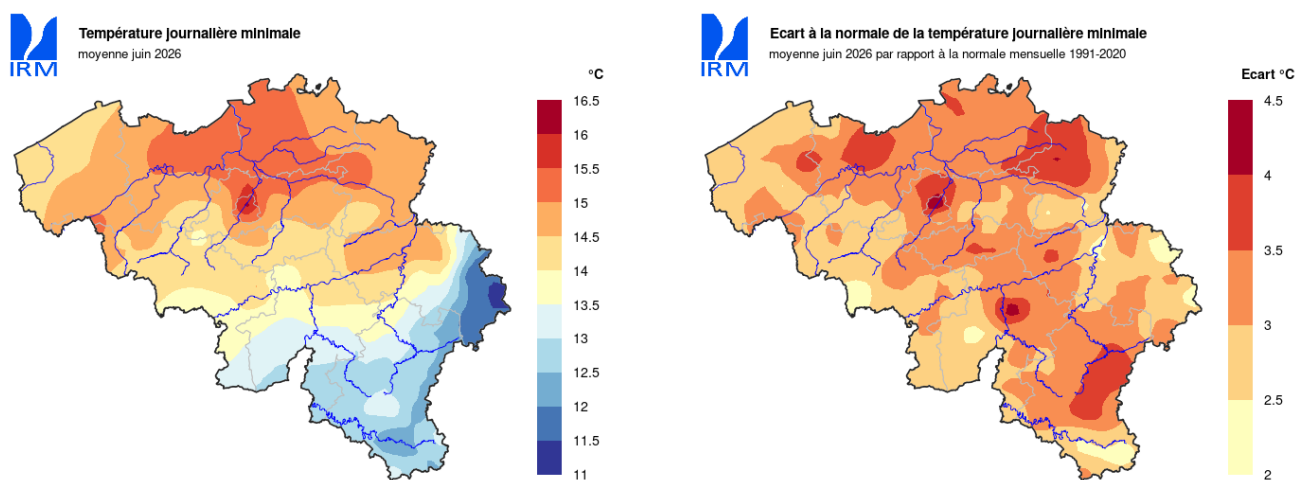 Température journalière minimale
moyenne juin 2026
IRM
°C
16.5
16
15.5
15
14.5
14
13.5
13
12.5
12
11.5
11
Ecart à la normale de la température journalière minimale
moyenne juin 2026 par rapport à la normale mensuelle 1991-2020
IRM
Ecart °C
4.5
4
3.5
3
2.5
2